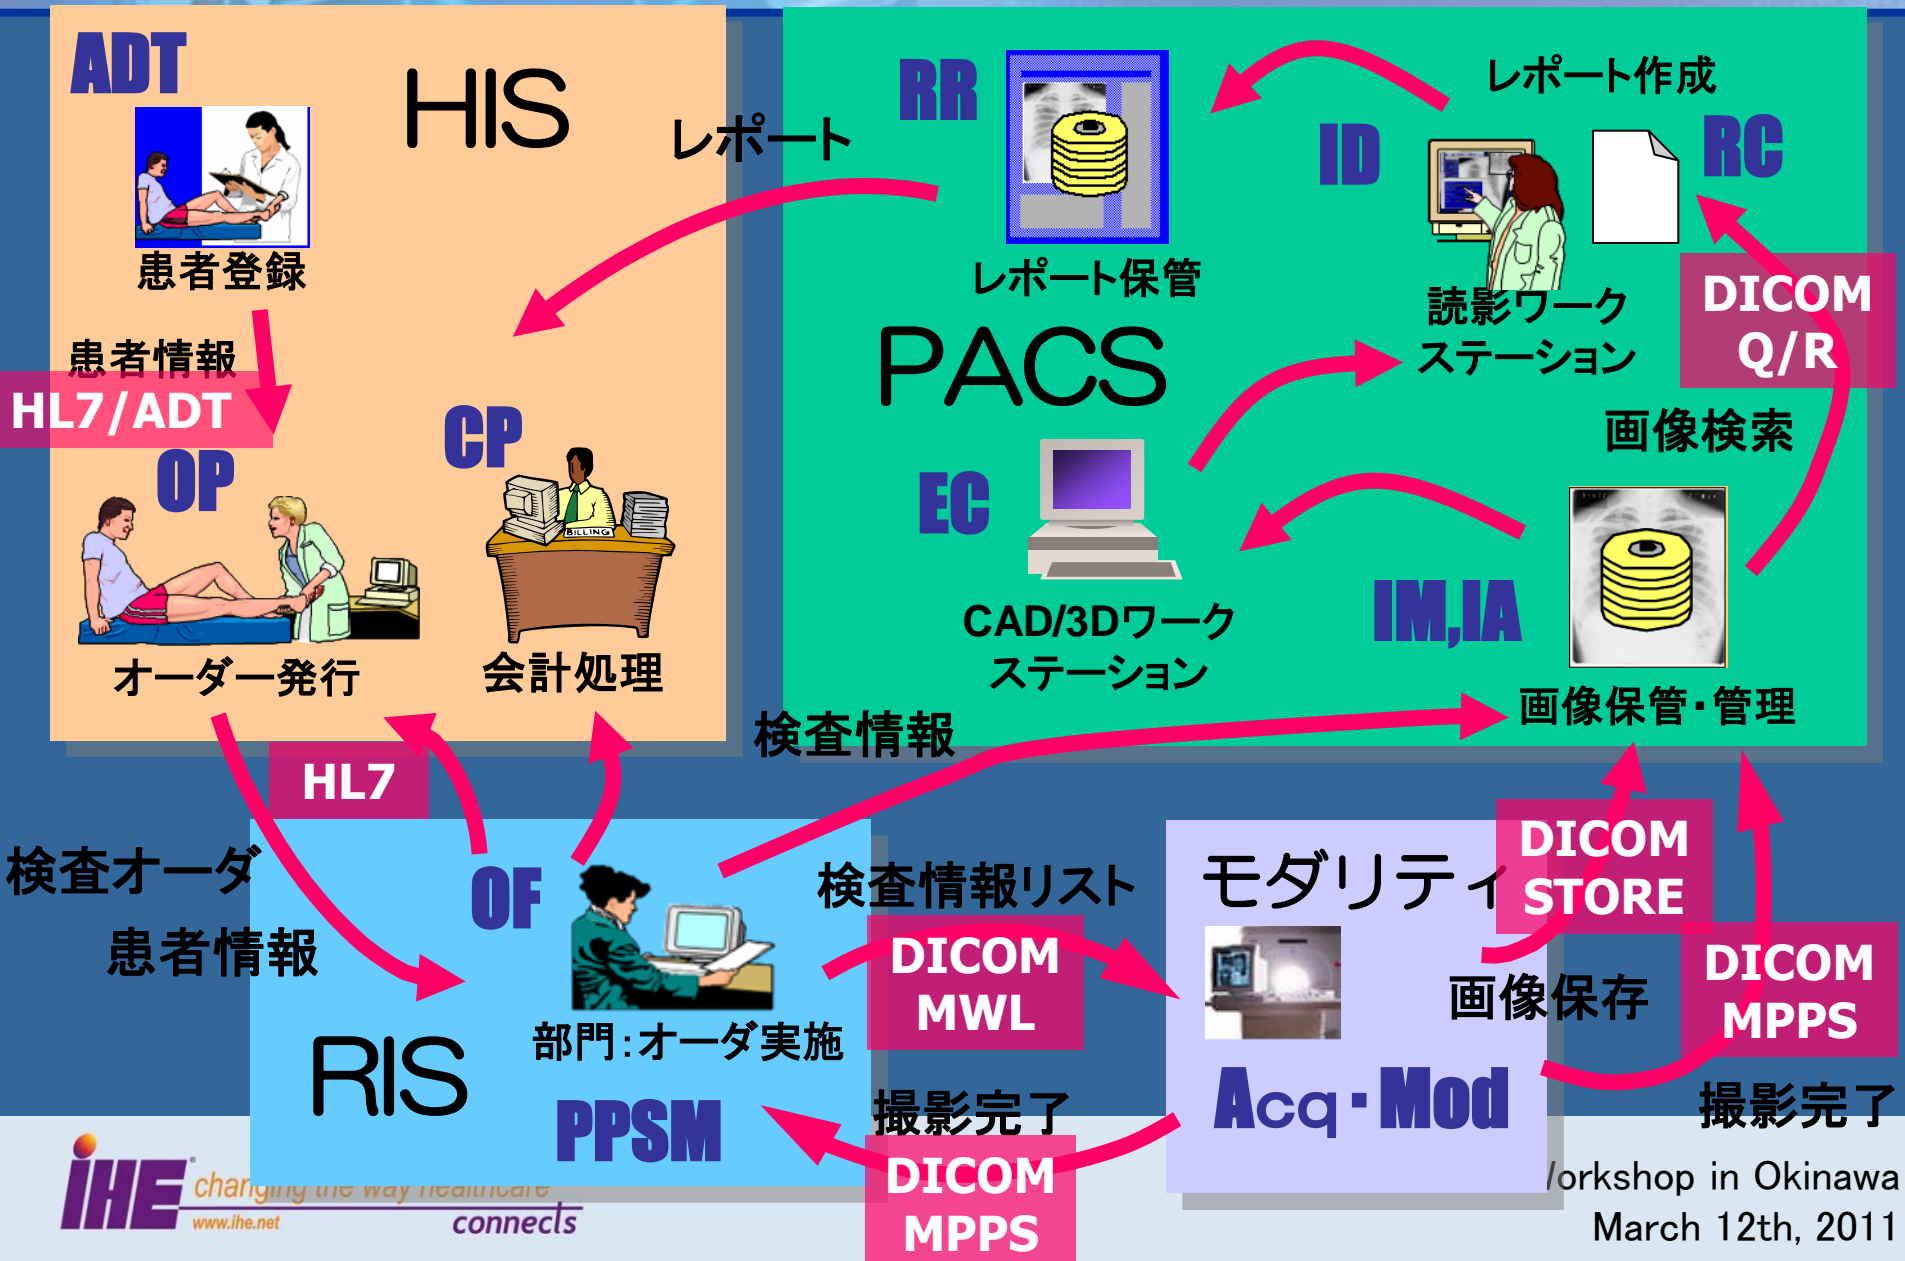 ADT
HIS
患者登録
患者情報
HL7/ADT
OP
CP
BILLING
オーダー発行
会計処理
レポート
RR
レポート保管
レポート作成
ID
RC
読影ワーク
ステーション
DICOM
Q/R
PACS
画像検索
EC
CAD/3Dワーク
ステーション
IM,IA
画像保管・管理
検査情報
HL7
検査オーダ
患者情報
OF
部門:オーダ実施
RIS
PPSM
検査情報リスト
DICOM
MWL
撮影完了
DICOM
MPPS
モダリティ
Acq・Mod
DICOM
STORE
画像保存
DICOM
MPPS
撮影完了
IHE
changing the way healthcare
www.ihe.net
connects
orkshop in Okinawa
March 12th, 2011